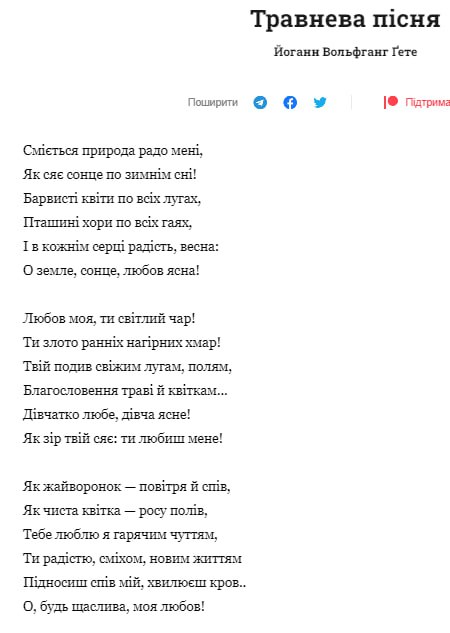 Травнева пісня
Йоганн Вольфганг Ґете
Поширити
Підтрима
Сміється природа радо мені,
Як сяє сонце по зимнім сні!
Барвисті квіти по всіх лугах,
Пташині хори по всіх гаях,
І в кожнім серці радість, весна:
О земле, сонце, любов ясна!
Любов моя, ти світлий чар!
Ти злото ранніх нагірних хмар!
Твій подив свіжим лугам, полям,
Благословення траві й квіткам...
Дівчатко любе, дівча ясне!
Як зір твій сяє: ти любиш мене!
Як жайворонок — повітря й спів,
Як чиста квітка — росу полів,
Тебе люблю я гарячим чуттям,
Ти радістю, сміхом, новим життям
Підносиш спів мій, хвилюєш кров..
О, будь щаслива, моя любов!